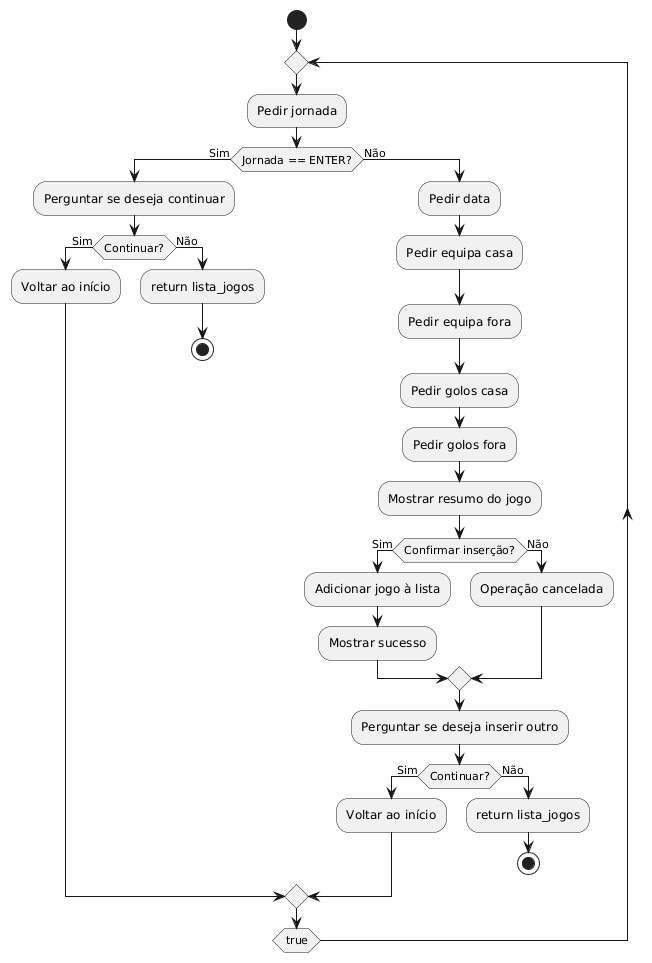 Pedir jornada
Sim
Jornada == ENTER?
Não
Perguntar se deseja continuar
Sim
Continuar?
Não
Voltar ao início
return lista_jogos
Pedir data
Pedir equipa casa
Pedir equipa fora
Pedir golos casa
Pedir golos fora
Mostrar resumo do jogo
Sim
Confirmar inserção?
Não
Adicionar jogo à lista
Operação cancelada
Mostrar sucesso
Perguntar se deseja inserir outro
Sim
Continuar?
Não
Voltar ao início
return lista_jogos
true